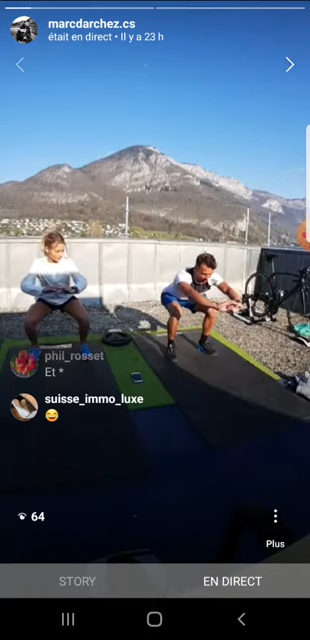 marcdarchez.cs
était en direct • Il y a 23 h
phil_rosset
Et *
suisse_immo_luxe
😅
64
Plus
STORY
EN DIRECT